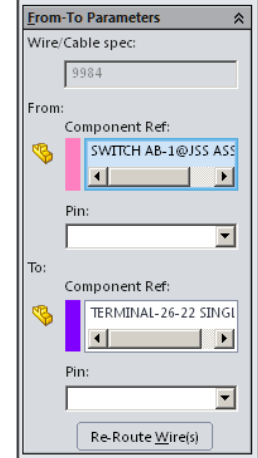 From-To Parameters
Wire/Cable spec:
9984
From:
Component Ref:
SWITCH AB-1@JSS ASS
Pin:
To:
Component Ref:
TERMINAL-26-22 SINGL
Pin:
Re-Route Wire(s)